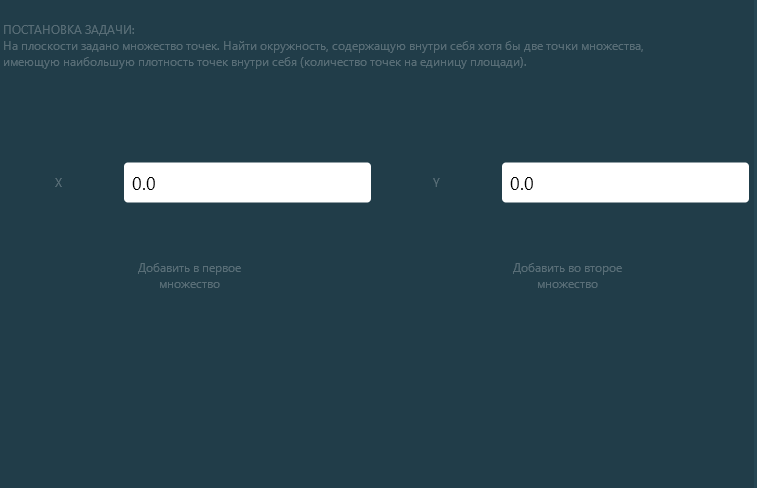 ПОСТАНОВКА ЗАДАЧИ:
На плоскости задано множество точек. Найти окружность, содержащую внутри себя хотя бы две точки множества,
имеющую наибольшую плотность точек внутри себя (количество точек на единицу площади).
X 0.0 Y 0.0
Добавить в первое
множество
Добавить во второе
множество